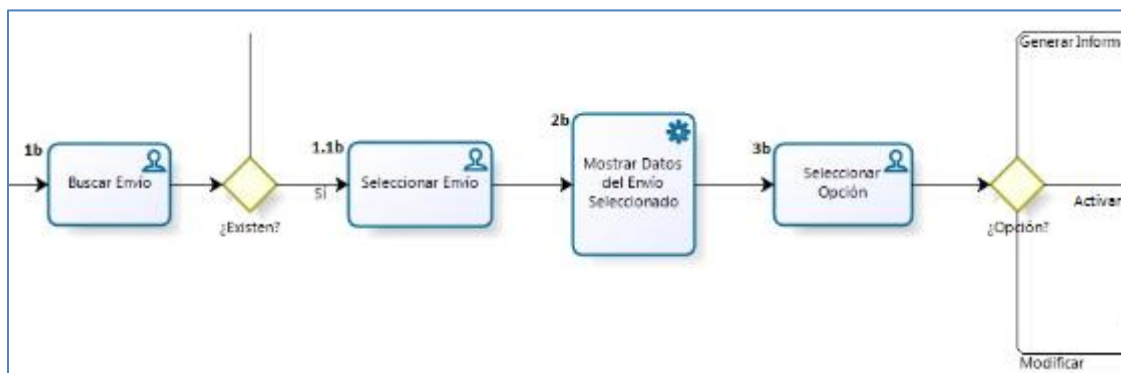 Generar Inform
1b
Buscar Envío
¿Existen?
Sí
1.1b
Seleccionar Envío
2b
Mostrar Datos
del Envío
Seleccionado
3b
Seleccionar
Opción
¿Opción?
Activar
Modificar